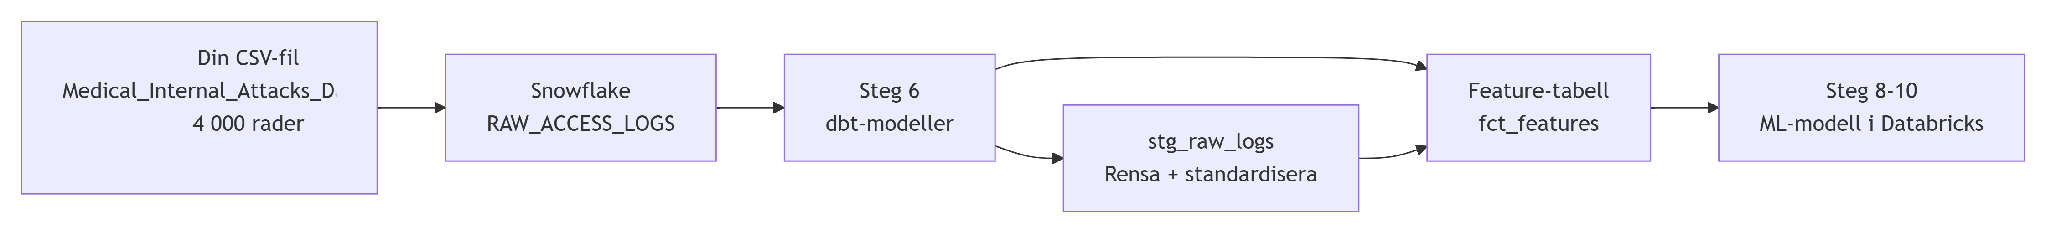 Din CSV-fil
Medical_Internal_Attacks_D
4 000 rader
Snowflake
RAW_ACCESS_LOGS
Steg 6
dbt-modeller
stg_raw_logs
Rensa + standardisera
Feature-tabell
fct_features
Steg 8-10
ML-modell i Databricks